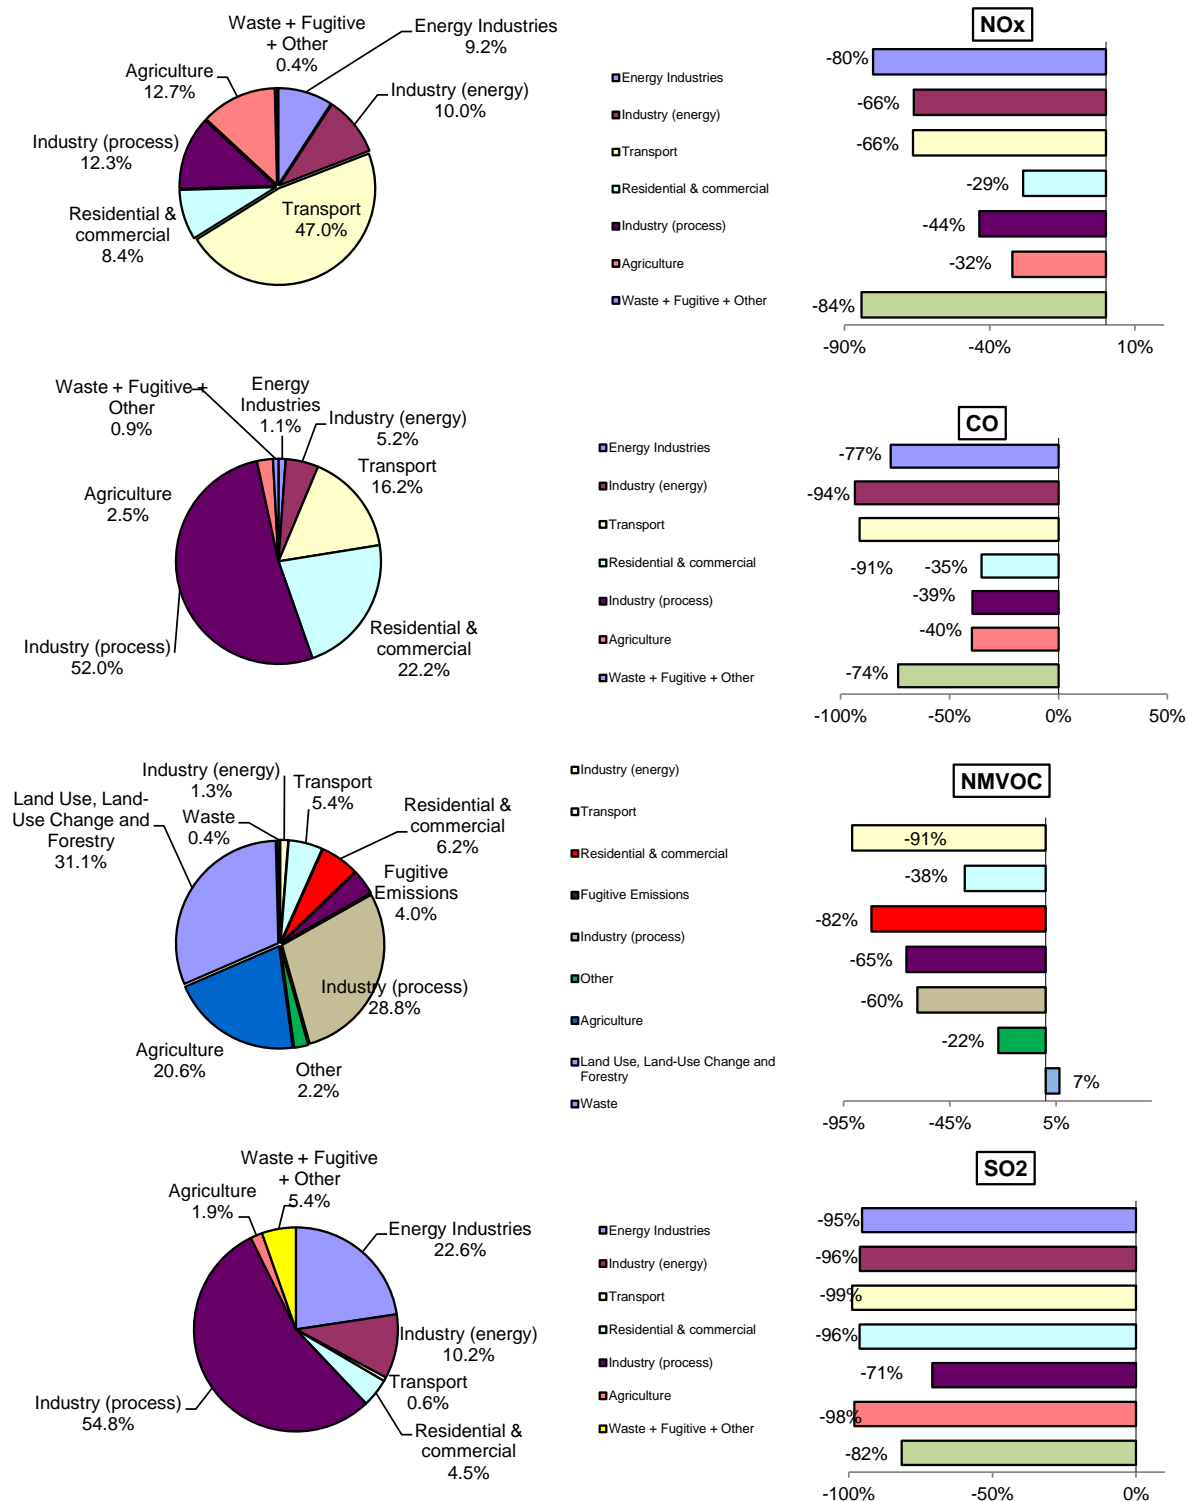 Waste + Fugitive
+ Other
0.4%
Energy Industries
9.2%
Agriculture
12.7%
Industry (energy)
10.0%
Industry (process)
12.3%
Transport
47.0%
Residential &
commercial
8.4%
Energy Industries
Industry (energy)
Transport
Residential & commercial
Industry (process)
Agriculture
Waste + Fugitive + Other
NOx
-80%
-66%
-66%
-29%
-44%
-32%
-84%
-90%
-40%
10%
Waste + Fugitive +
Other
0.9%
Energy
Industries
1.1%
Industry (energy)
5.2%
Transport
16.2%
Agriculture
2.5%
Industry (process)
52.0%
Residential &
commercial
22.2%
Energy Industries
Industry (energy)
Transport
Residential & commercial
Industry (process)
Agriculture
Waste + Fugitive + Other
CO
-77%
-94%
-91%
-35%
-39%
-40%
-74%
-100%
-50%
0%
50%
Industry (energy)
1.3%
Transport
5.4%
Land Use, Land-
Use Change and
Forestry
31.1%
Waste
0.4%
Residential &
commercial
6.2%
Fugitive
Emissions
4.0%
Industry (process)
28.8%
Agriculture
20.6%
Other
2.2%
Industry (energy)
Transport
Residential & commercial
Fugitive Emissions
Industry (process)
Other
Agriculture
Land Use, Land-Use Change and
Forestry
Waste
NMVOC
-91%
-38%
-82%
-65%
-60%
-22%
7%
-95%
-45%
5%
Waste + Fugitive
+ Other
5.4%
Agriculture
1.9%
Energy Industries
22.6%
Industry (energy)
10.2%
Transport
0.6%
Industry (process)
54.8%
Residential &
commercial
4.5%
Energy Industries
Industry (energy)
Transport
Residential & commercial
Industry (process)
Agriculture
Waste + Fugitive + Other
SO2
-95%
-96%
-99%
-96%
-71%
-98%
-82%
-100%
-50%
0%